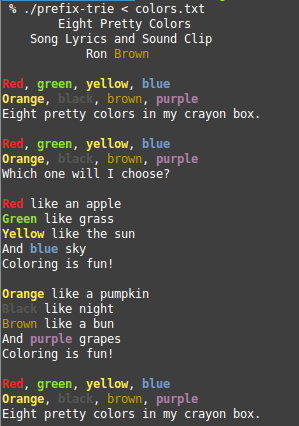 % ./prefix-trie < colors.txt
Eight Pretty Colors
Song Lyrics and Sound Clip
Ron Brown
Red, green, yellow, blue
Orange, black, brown, purple
Eight pretty colors in my crayon box.
Red, green, yellow, blue
Orange, black, brown, purple
Which one will I choose?
Red like an apple
Green like grass
Yellow like the sun
And blue sky
Coloring is fun!
Orange like a pumpkin
Black like night
Brown like a bun
And purple grapes
Coloring is fun!
Red, green, yellow, blue
Orange, black, brown, purple
Eight pretty colors in my crayon box.